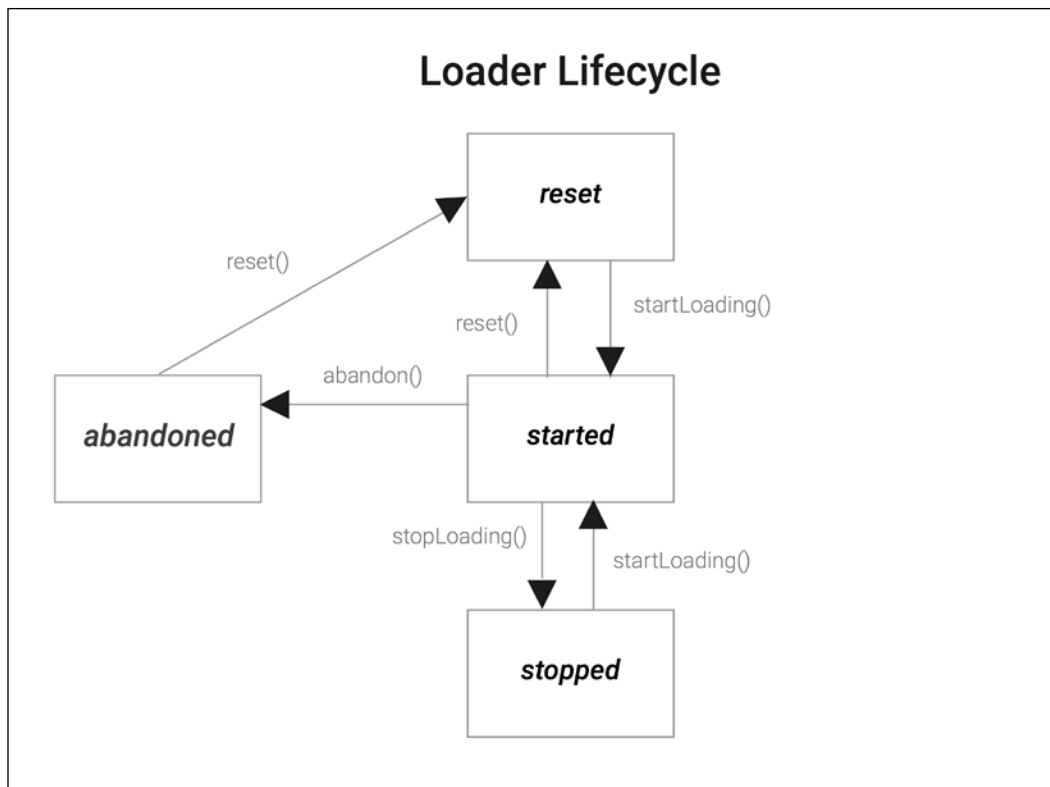 Loader Lifecycle
reset
reset()
startLoading()
reset()
abandon()
abandoned
started
stopLoading()
startLoading()
stopped